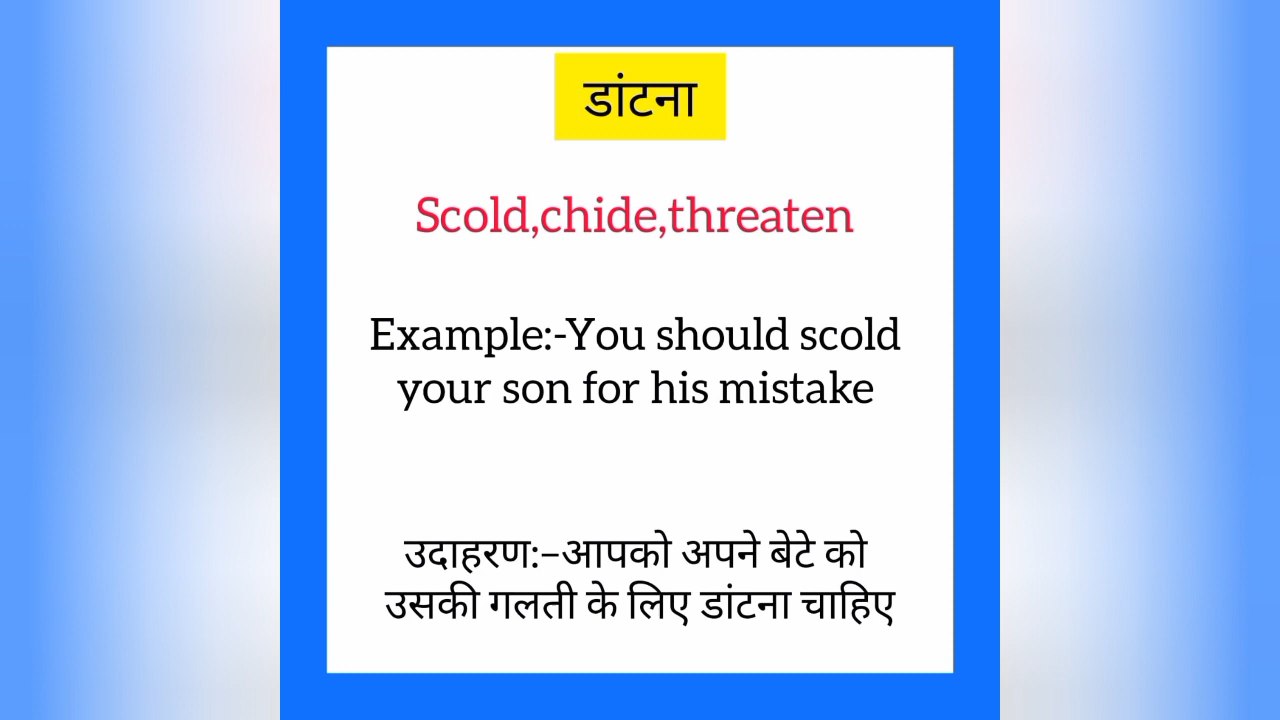 डांटना
Scold,chide,threaten
Example:-You should scold
your son for his mistake
उदाहरण:–आपको अपने बेटे को
उसकी गलती के लिए डांटना चाहिए